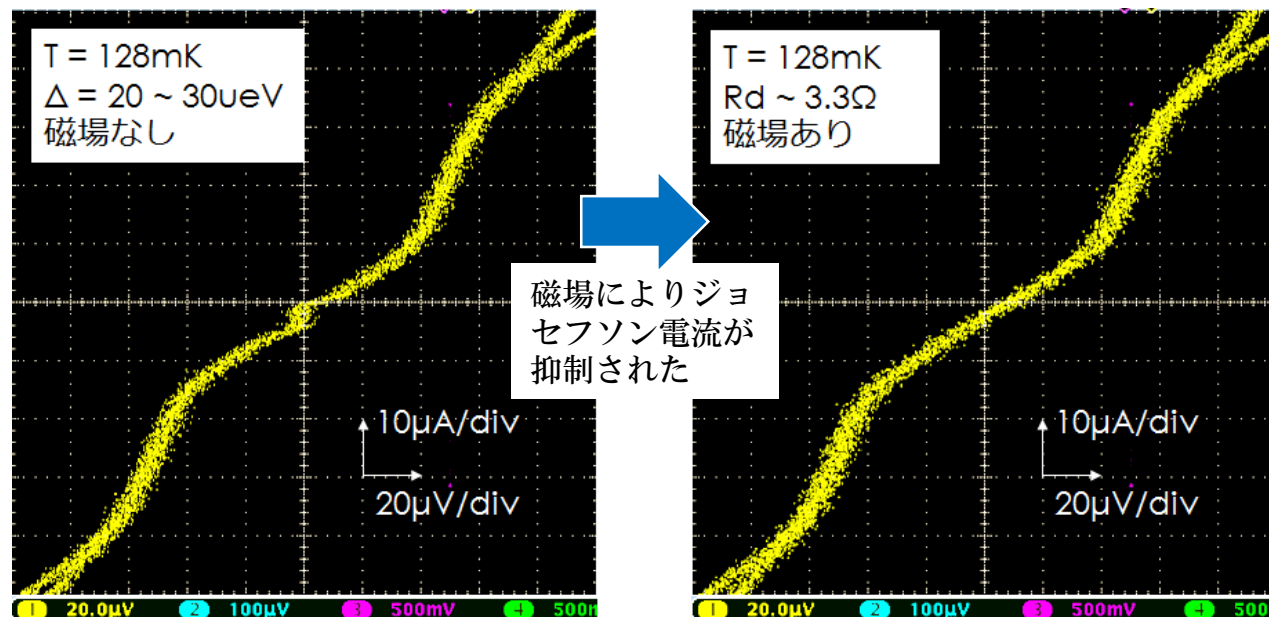 T = 128mK
Δ = 20 ~ 30ueV
磁場なし
10μA/div
20μV/div
1 20.0μV 2 100μV 3 500mV 4
磁場によりジョ
セフソン電流が
抑制された
T = 128mK
Rd ~ 3.3Ω
磁場あり
10μA/div
20μV/div
1 20.0μV 2 100μV 3 500mV 4